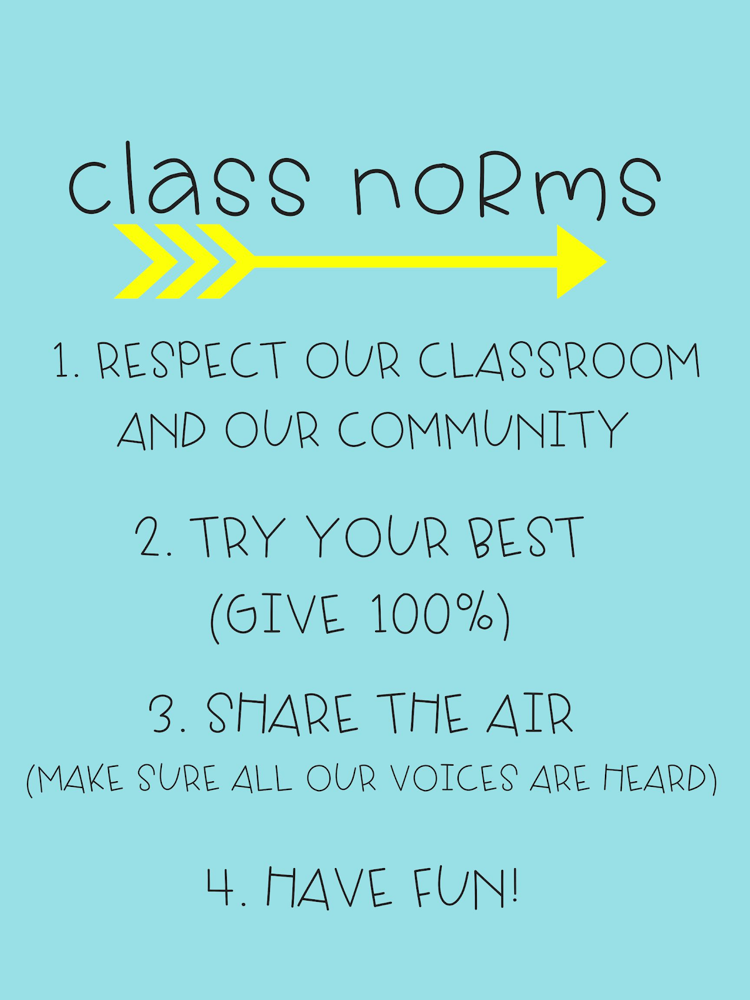 class noRms
1. RESPECT OUR CLASSROOM
AND OUR COMMUNITY
2. TRY YOUR BEST
(GIVE 100%)
3. SHARE THE AIR
(MAKE SURE ALL OUR VOICES ARE HEARD)
4. HAVE FUN!